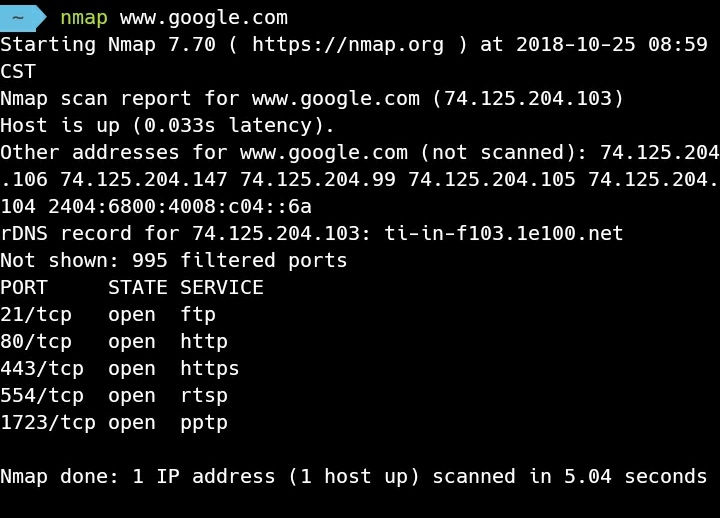 ~ nmap www.google.com
Starting Nmap 7.70 ( https://nmap.org ) at 2018-10-25 08:59
CST
Nmap scan report for www.google.com (74.125.204.103)
Host is up (0.033s latency).
Other addresses for www.google.com (not scanned): 74.125.204
.106 74.125.204.147 74.125.204.99 74.125.204.105 74.125.204.
104 2404:6800:4008:c04::6a
rDNS record for 74.125.204.103: ti-in-f103.1e100.net
Not shown: 995 filtered ports
PORT     STATE SERVICE
21/tcp   open  ftp
80/tcp   open  http
443/tcp  open  https
554/tcp  open  rtsp
1723/tcp open  pptp

Nmap done: 1 IP address (1 host up) scanned in 5.04 seconds